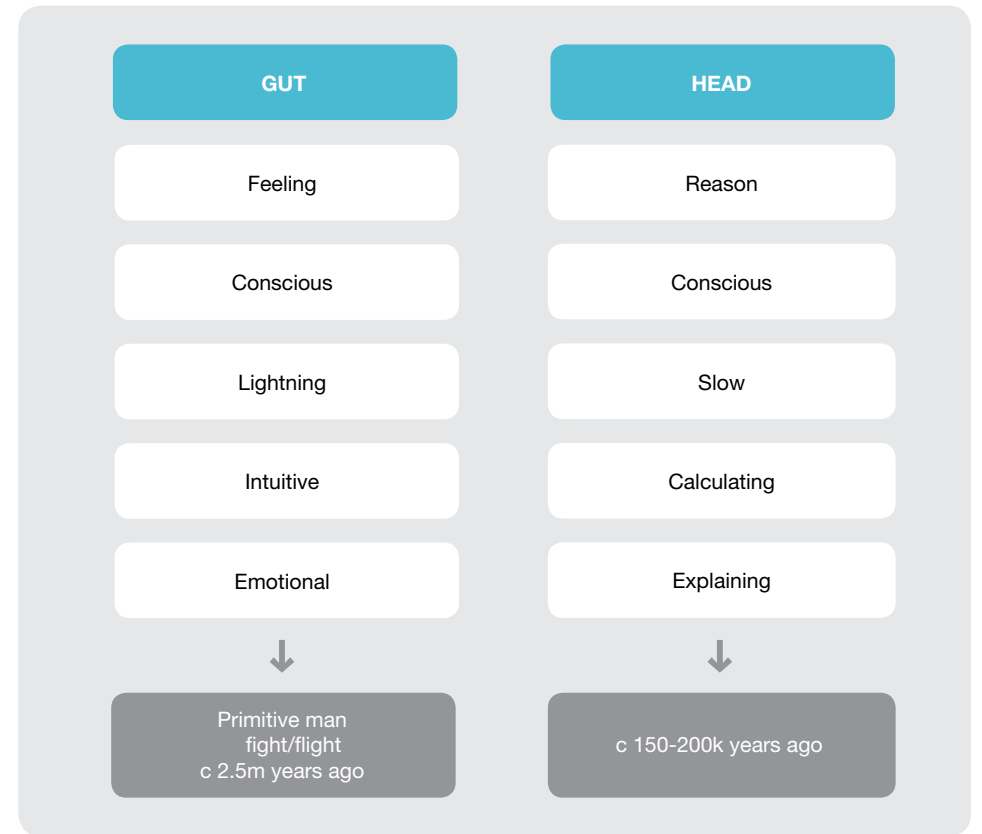 GUT
Feeling
Conscious
Lightning
Intuitive
Emotional
Primitive man
fight/flight
c 2.5m years ago
HEAD
Reason
Conscious
Slow
Calculating
Explaining
c 150-200k years ago